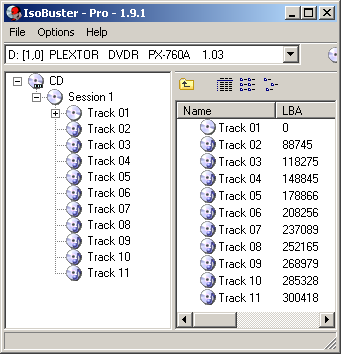 IsoBuster - Pro - 1.9.1
File Options Help
D: [1,0] PLEXTOR DVDR PX-760A 1.03
CD
Session 1
Track 01
Track 02
Track 03
Track 04
Track 05
Track 06
Track 07
Track 08
Track 09
Track 10
Track 11
Name LBA
Track 01 0
Track 02 88745
Track 03 118275
Track 04 148845
Track 05 178866
Track 06 208256
Track 07 237089
Track 08 252165
Track 09 268979
Track 10 285328
Track 11 300418